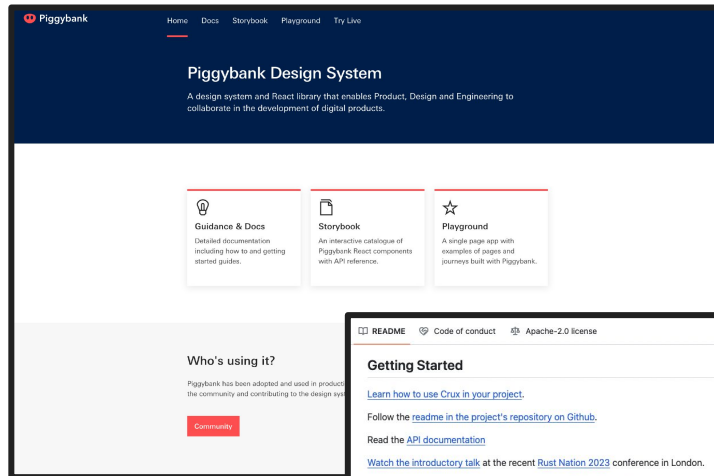 Piggybank
Home Docs Storybook Playground Try Live
Piggybank Design System
A design system and React library that enables Product, Design and Engineering to
collaborate in the development of digital products.
Guidance & Docs
Detailed documentation
including how to and getting
started guides.
Storybook
An interactive catalogue of
Piggybank React components
with API reference.
Playground
A single page app with
examples of pages and
journeys built with Piggybank.
Who's using it?
Piggybank has been adopted and used in producti
the community and contributing to the design syst
Community
README Code of conduct Apache-2.0 license
Getting Started
Learn how to use Crux in your project.
Follow the readme in the project's repository on Github.
Read the API documentation
Watch the introductory talk at the recent Rust Nation 2023 conference in London.